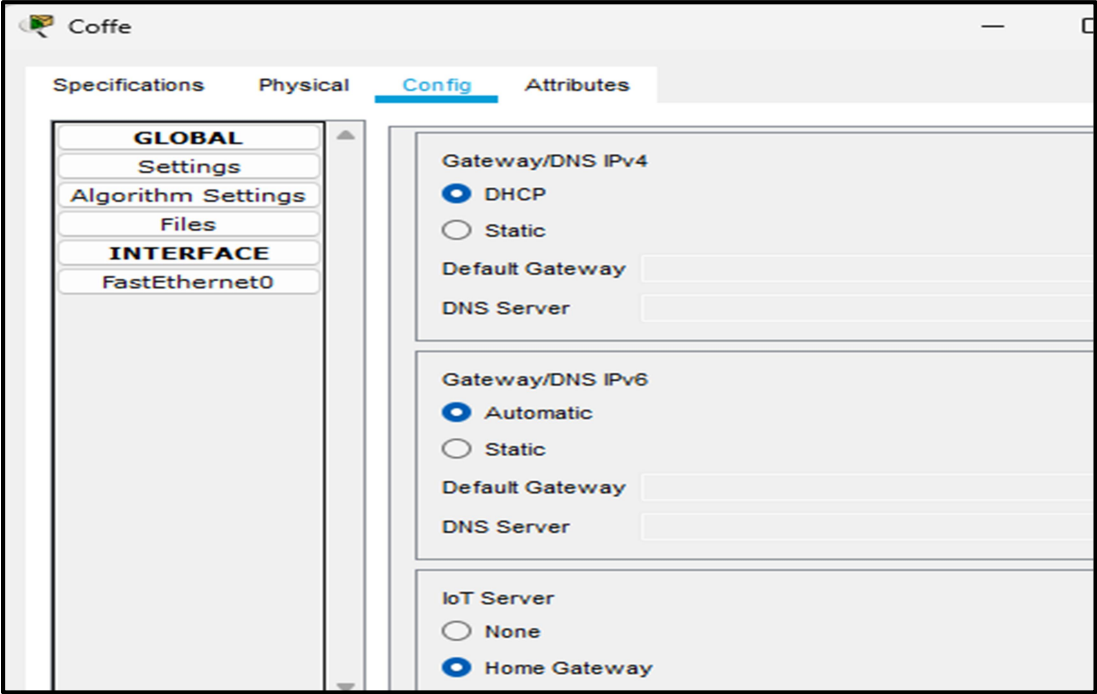 Coffe
Specifications Physical Config Attributes
GLOBAL
Settings
Algorithm Settings
Files
INTERFACE
FastEthernet0
Gateway/DNS IPv4
DHCP
Static
Default Gateway
DNS Server
Gateway/DNS IPv6
Automatic
Static
Default Gateway
DNS Server
IoT Server
None
Home Gateway